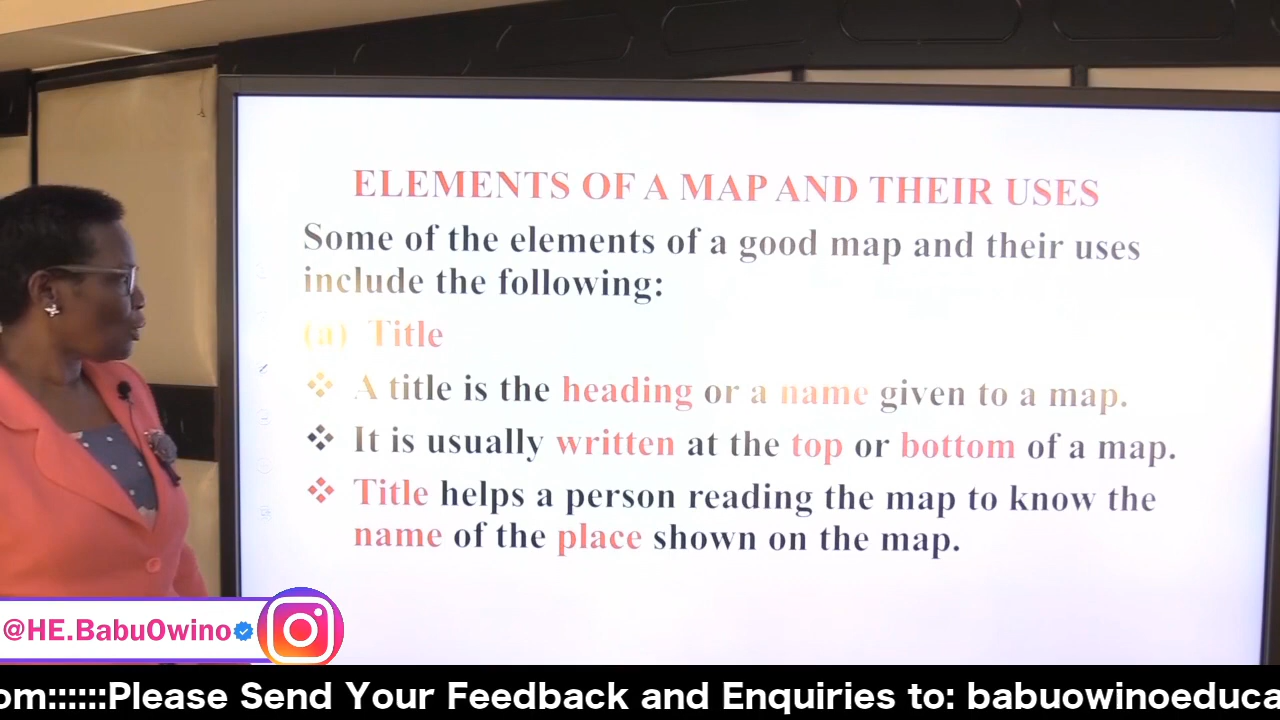 ELEMENTS OF A MAP AND THEIR USES
Some of the elements of a good map and their uses
include the following:
(a) Title
A title is the heading or a name given to a map.
It is usually written at the top or bottom of a map.
Title helps a person reading the map to know the
name of the place shown on the map.
@HE.BabuOwino
om::::::Please Send Your Feedback and Enquiries to: babuowinoeduca